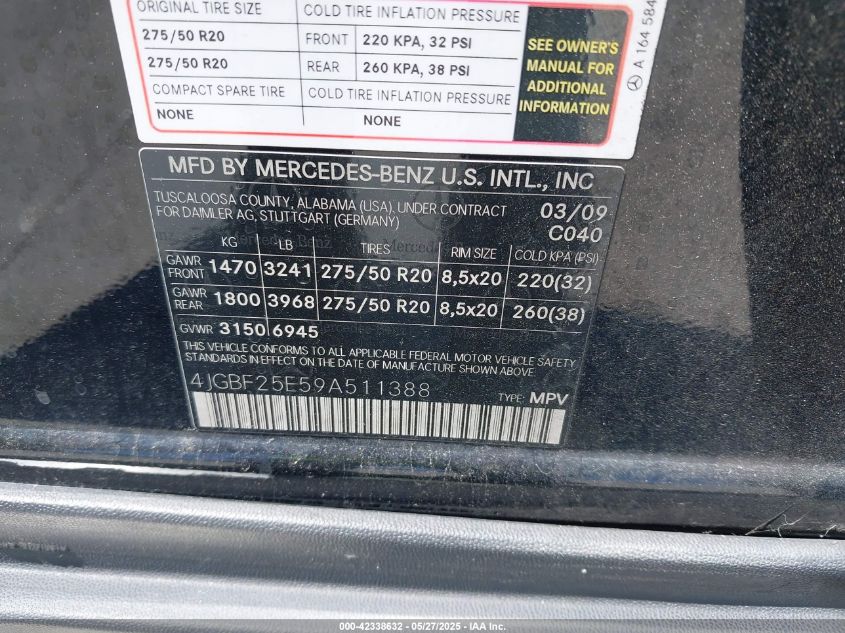 ORIGINAL TIRE SIZE COLD TIRE INFLATION PRESSURE
275/50 R20 FRONT 220 KPA, 32 PSI
275/50 R20 REAR 260 KPA, 38 PSI
COMPACT SPARE TIRE COLD TIRE INFLATION PRESSURE
NONE NONE
SEE OWNER'S
MANUAL FOR
ADDITIONAL
INFORMATION
A 164 584
MFD BY MERCEDES-BENZ U.S. INTL., INC
TUSCALOOSA COUNTY, ALABAMA (USA), UNDER CONTRACT 03/09
FOR DAIMLER AG, STUTTGART (GERMANY) C040
KG LB TIRES RIM SIZE COLD KPA (PSI)
GAWR FRONT 1470 3241 275/50 R20 8,5x20 220(32)
GAWR REAR 1800 3968 275/50 R20 8,5x20 260(38)
GVWR 3150 6945
THIS VEHICLE CONFORMS TO ALL APPLICABLE FEDERAL MOTOR VEHICLE SAFETY
STANDARDS IN EFFECT ON THE DATE OF MANUFACTURE SHOWN ABOVE.
4JGBF25E59A511388 TYPE: MPV
000-42338632 — 05/27/2025 — IAA Inc.